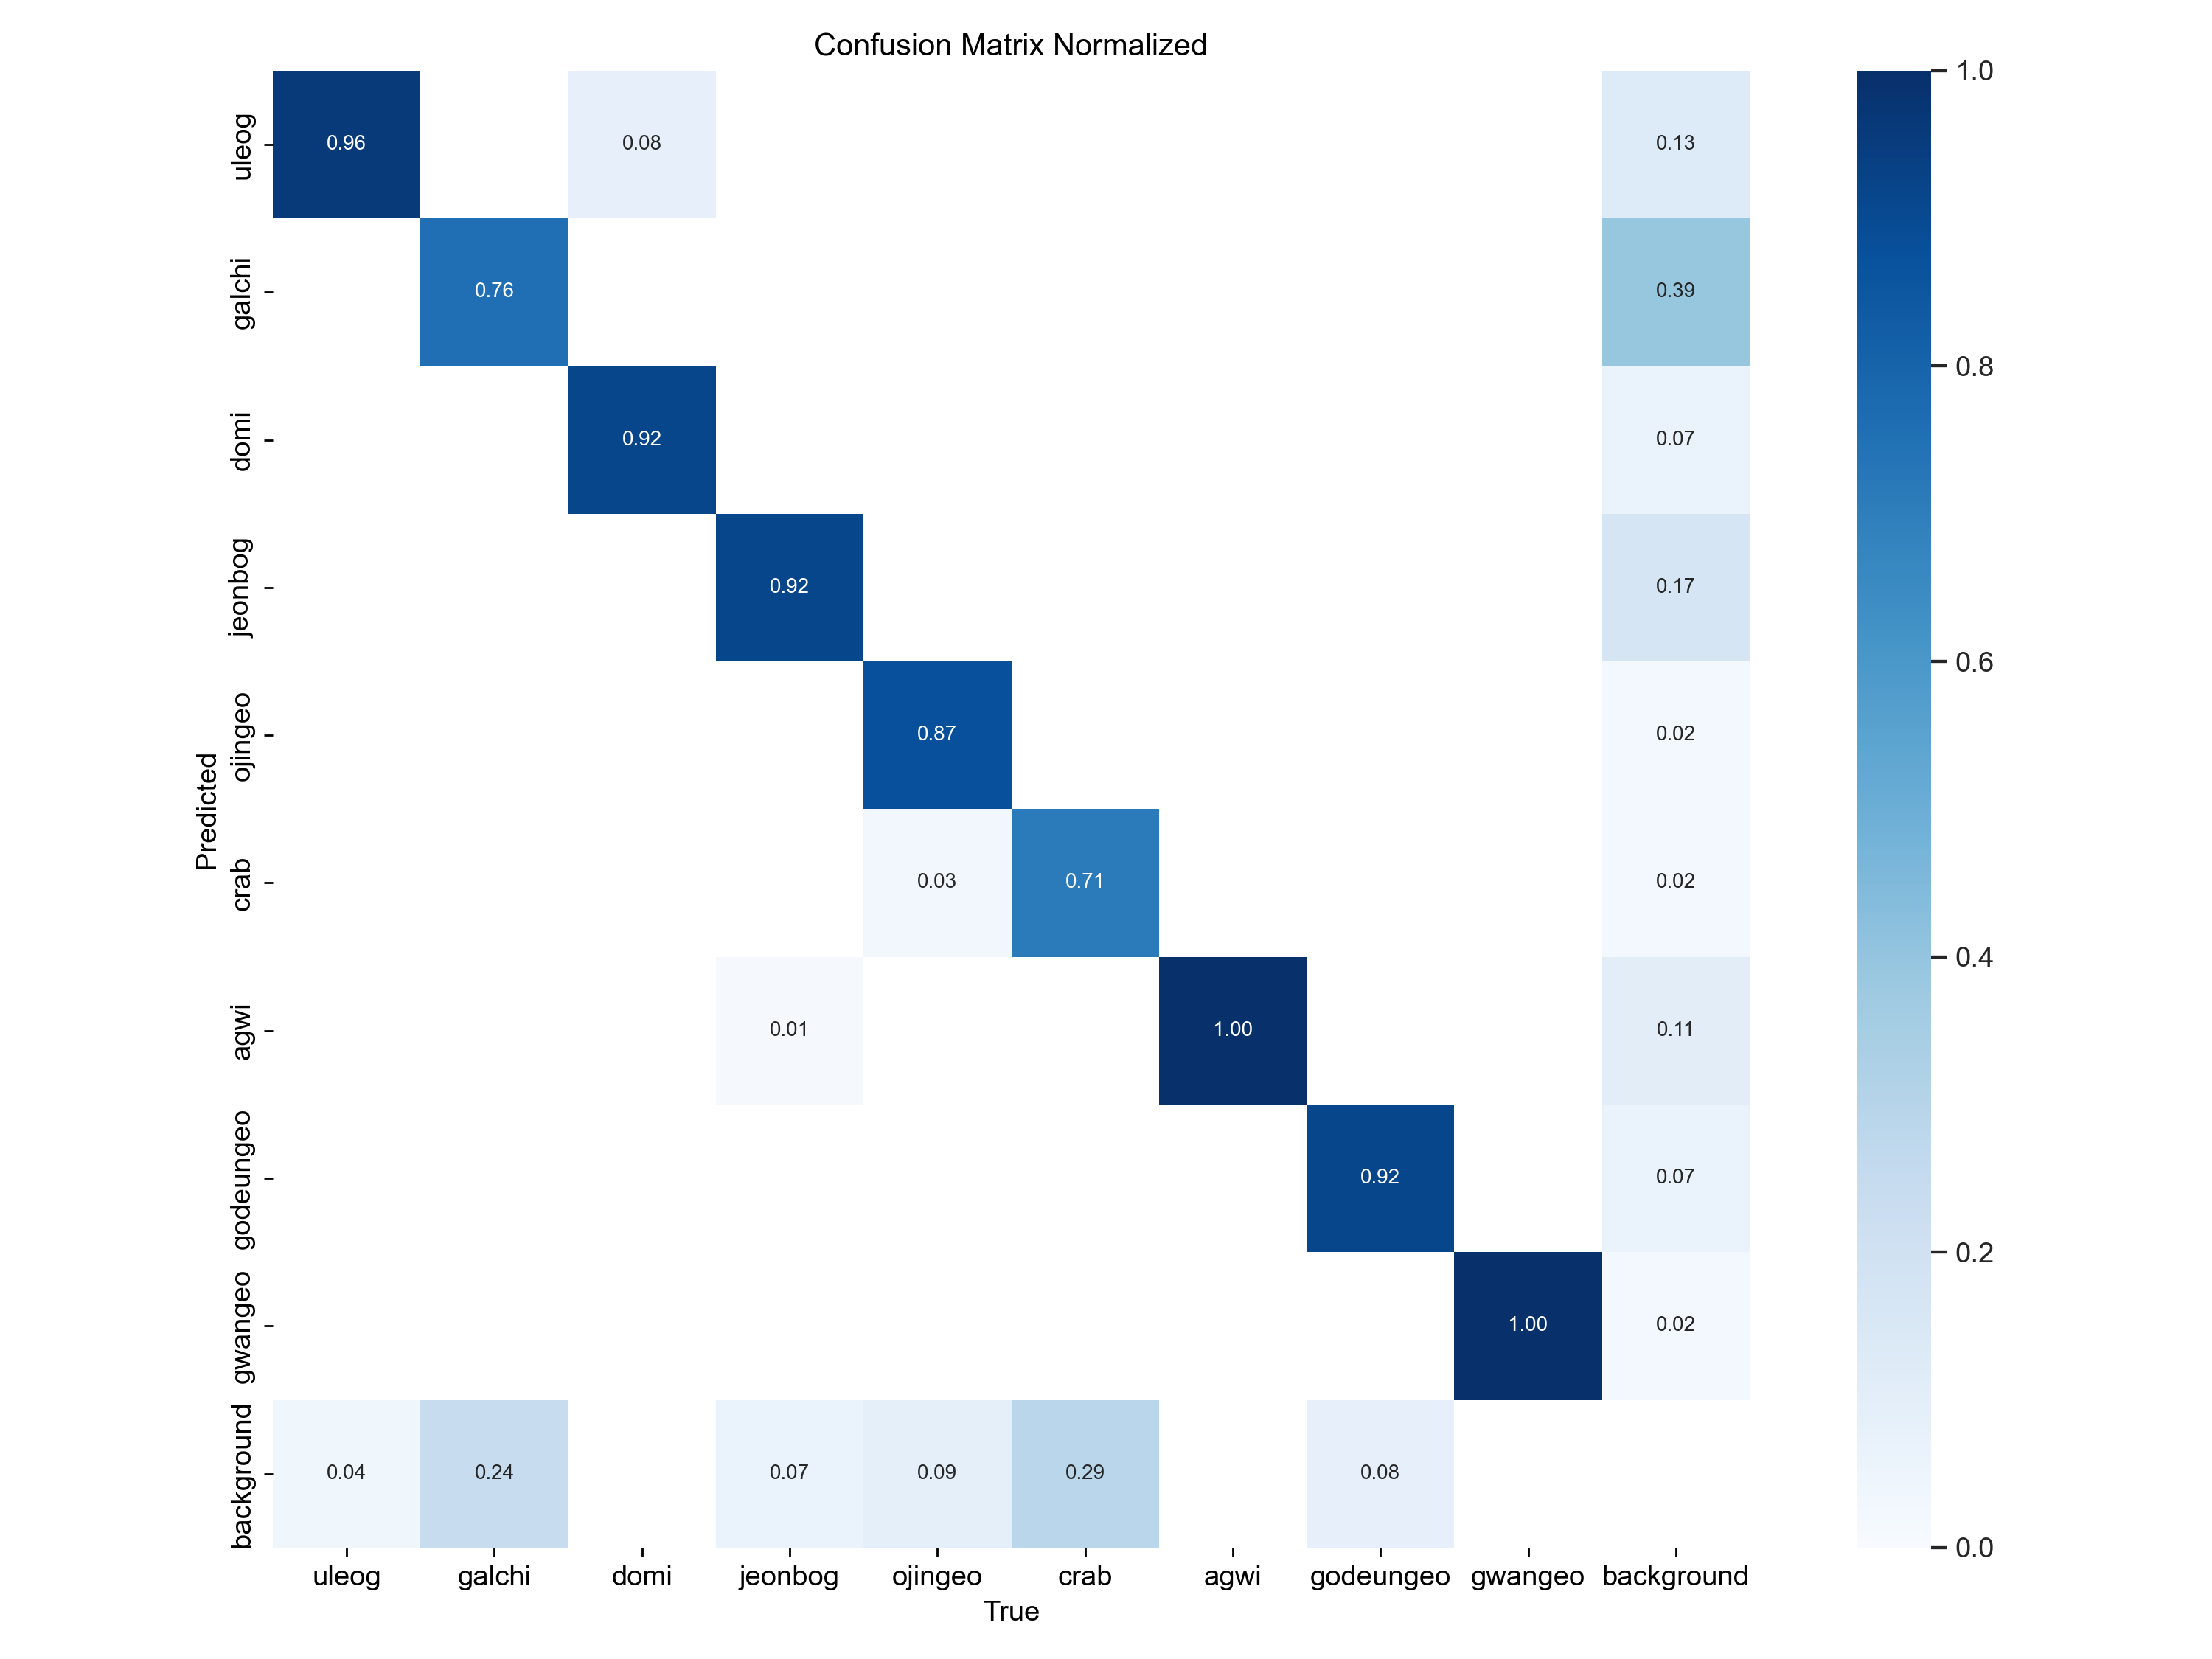 Confusion Matrix Normalized
uleog
0.96
0.08
0.13
galchi
0.76
0.39
domi
0.92
0.07
jeonbog
0.92
0.17
ojingeo
0.87
0.02
crab
0.03
0.71
0.02
agwi
0.01
1.00
0.11
godeungeo
0.92
0.07
gwangeo
1.00
0.02
background
0.04
0.24
0.07
0.09
0.29
0.08
Predicted
uleog
galchi
domi
jeonbog
ojingeo
crab
agwi
godeungeo
gwangeo
background
True
1.0
0.8
0.6
0.4
0.2
0.0